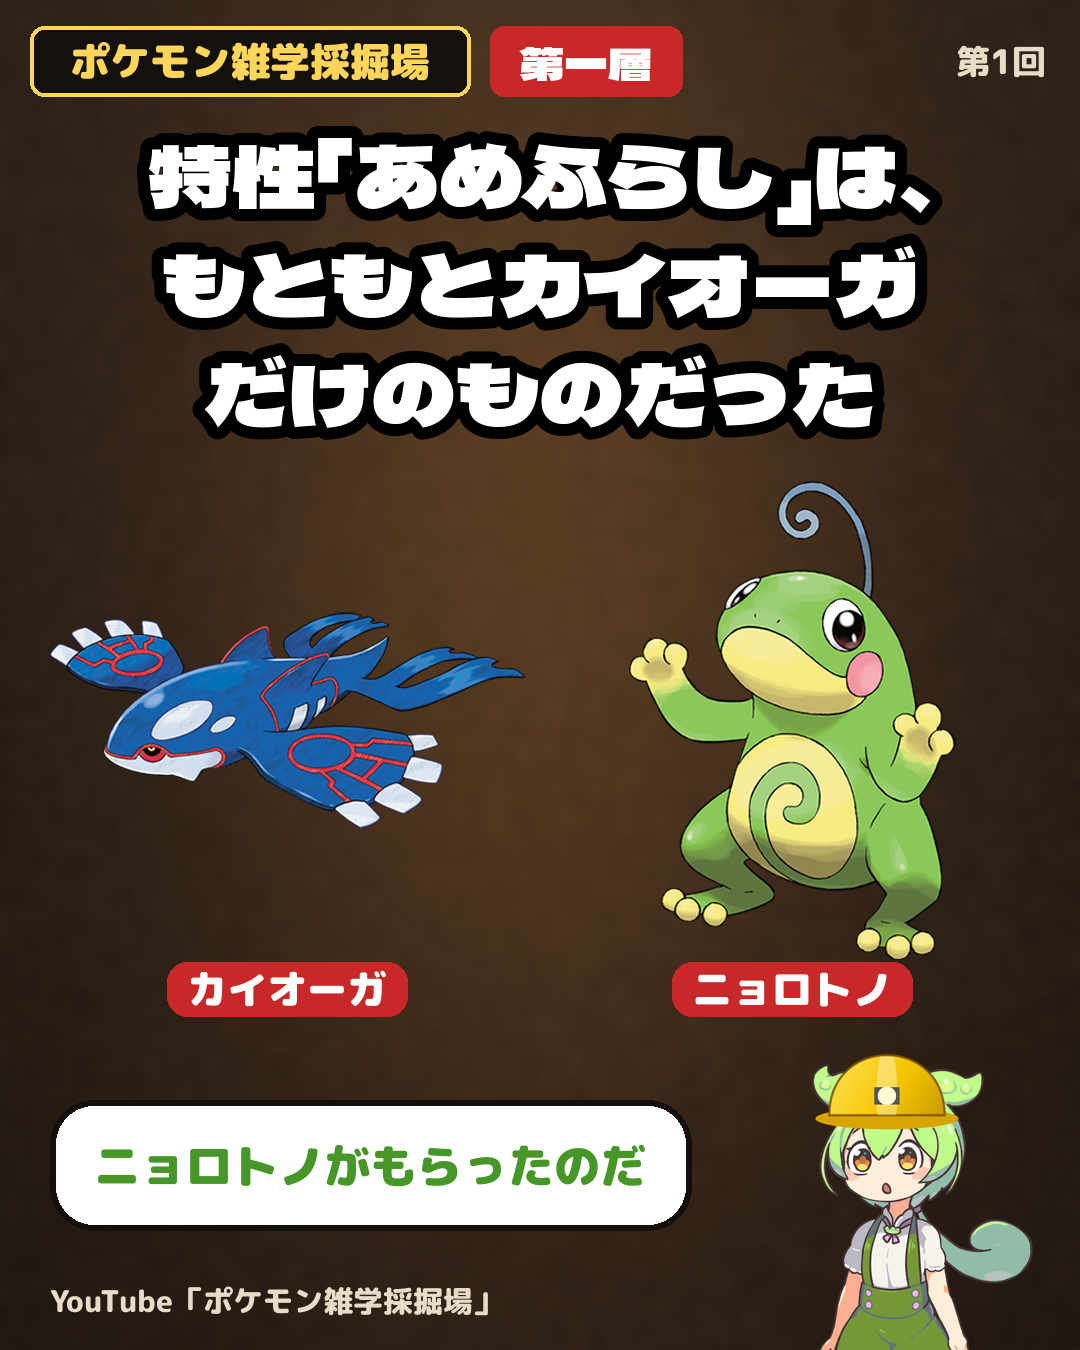 ポケモン雑学採掘場
第一層
第1回
特性「あめふらし」は、
もともとカイオーガ
だけのものだった
カイオーガ
ニョロトノ
ニョロトノがもらったのだ
YouTube「ポケモン雑学採掘場」